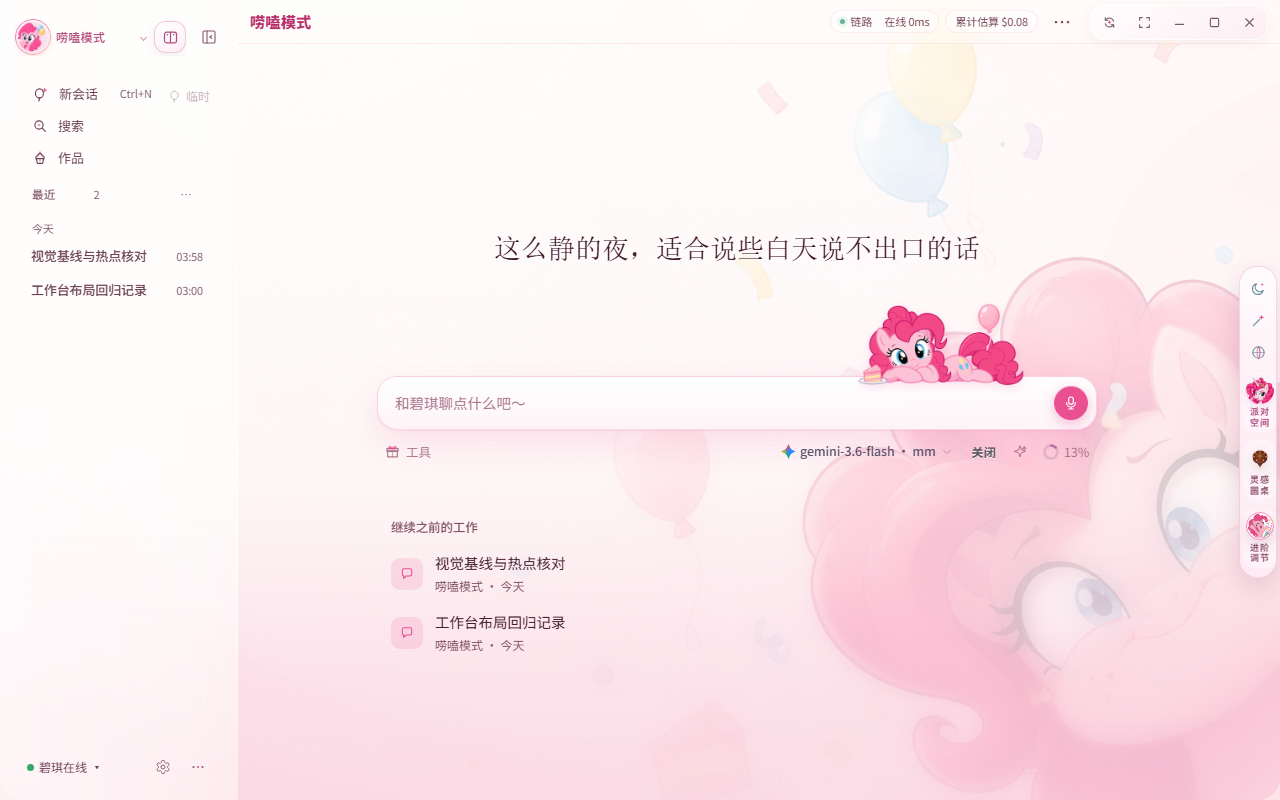 唠嗑模式
新会话 Ctrl+N 临时
搜索
作品
最近 2 ···
今天
视觉基线与热点核对 03:58
工作台布局回归记录 03:00
碧琪在线
唠嗑模式
链路 在线 0ms
累计估算 $0.08
这么静的夜，适合说些白天说不出口的话
和碧琪聊点什么吧～
工具
gemini-3.6-flash · mm
关闭
13%
继续之前的工作
视觉基线与热点核对
唠嗑模式 · 今天
工作台布局回归记录
唠嗑模式 · 今天
派对
空间
灵感
圆桌
进阶
调节